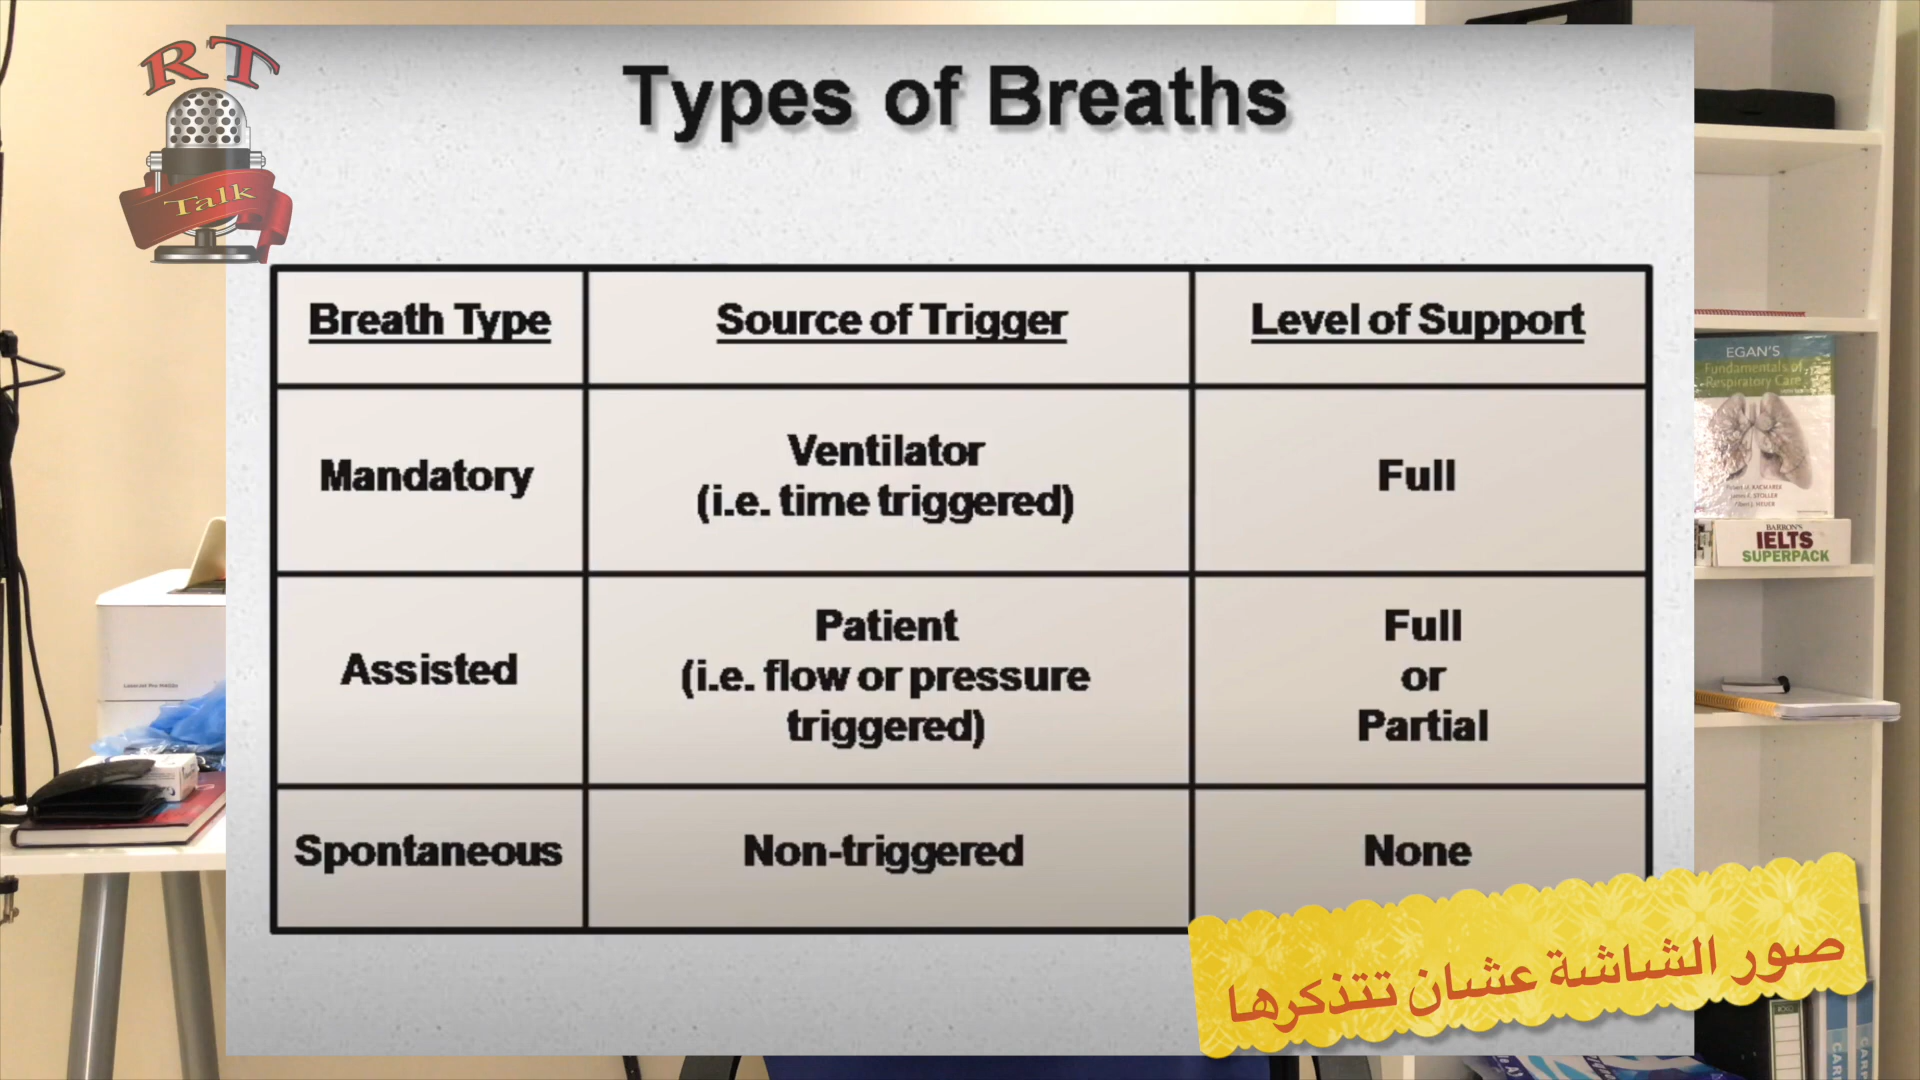 RT
Talk
Types of Breaths
Breath Type
Source of Trigger
Level of Support
Mandatory
Ventilator
(i.e. time triggered)
Full
Assisted
Patient
(i.e. flow or pressure
triggered)
Full
or
Partial
Spontaneous
Non-triggered
None
صور الشاشة عشان تتذكرها
EGAN'S
Fundamentals of
Respiratory Care
BARRON'S
IELTS
SUPERPACK